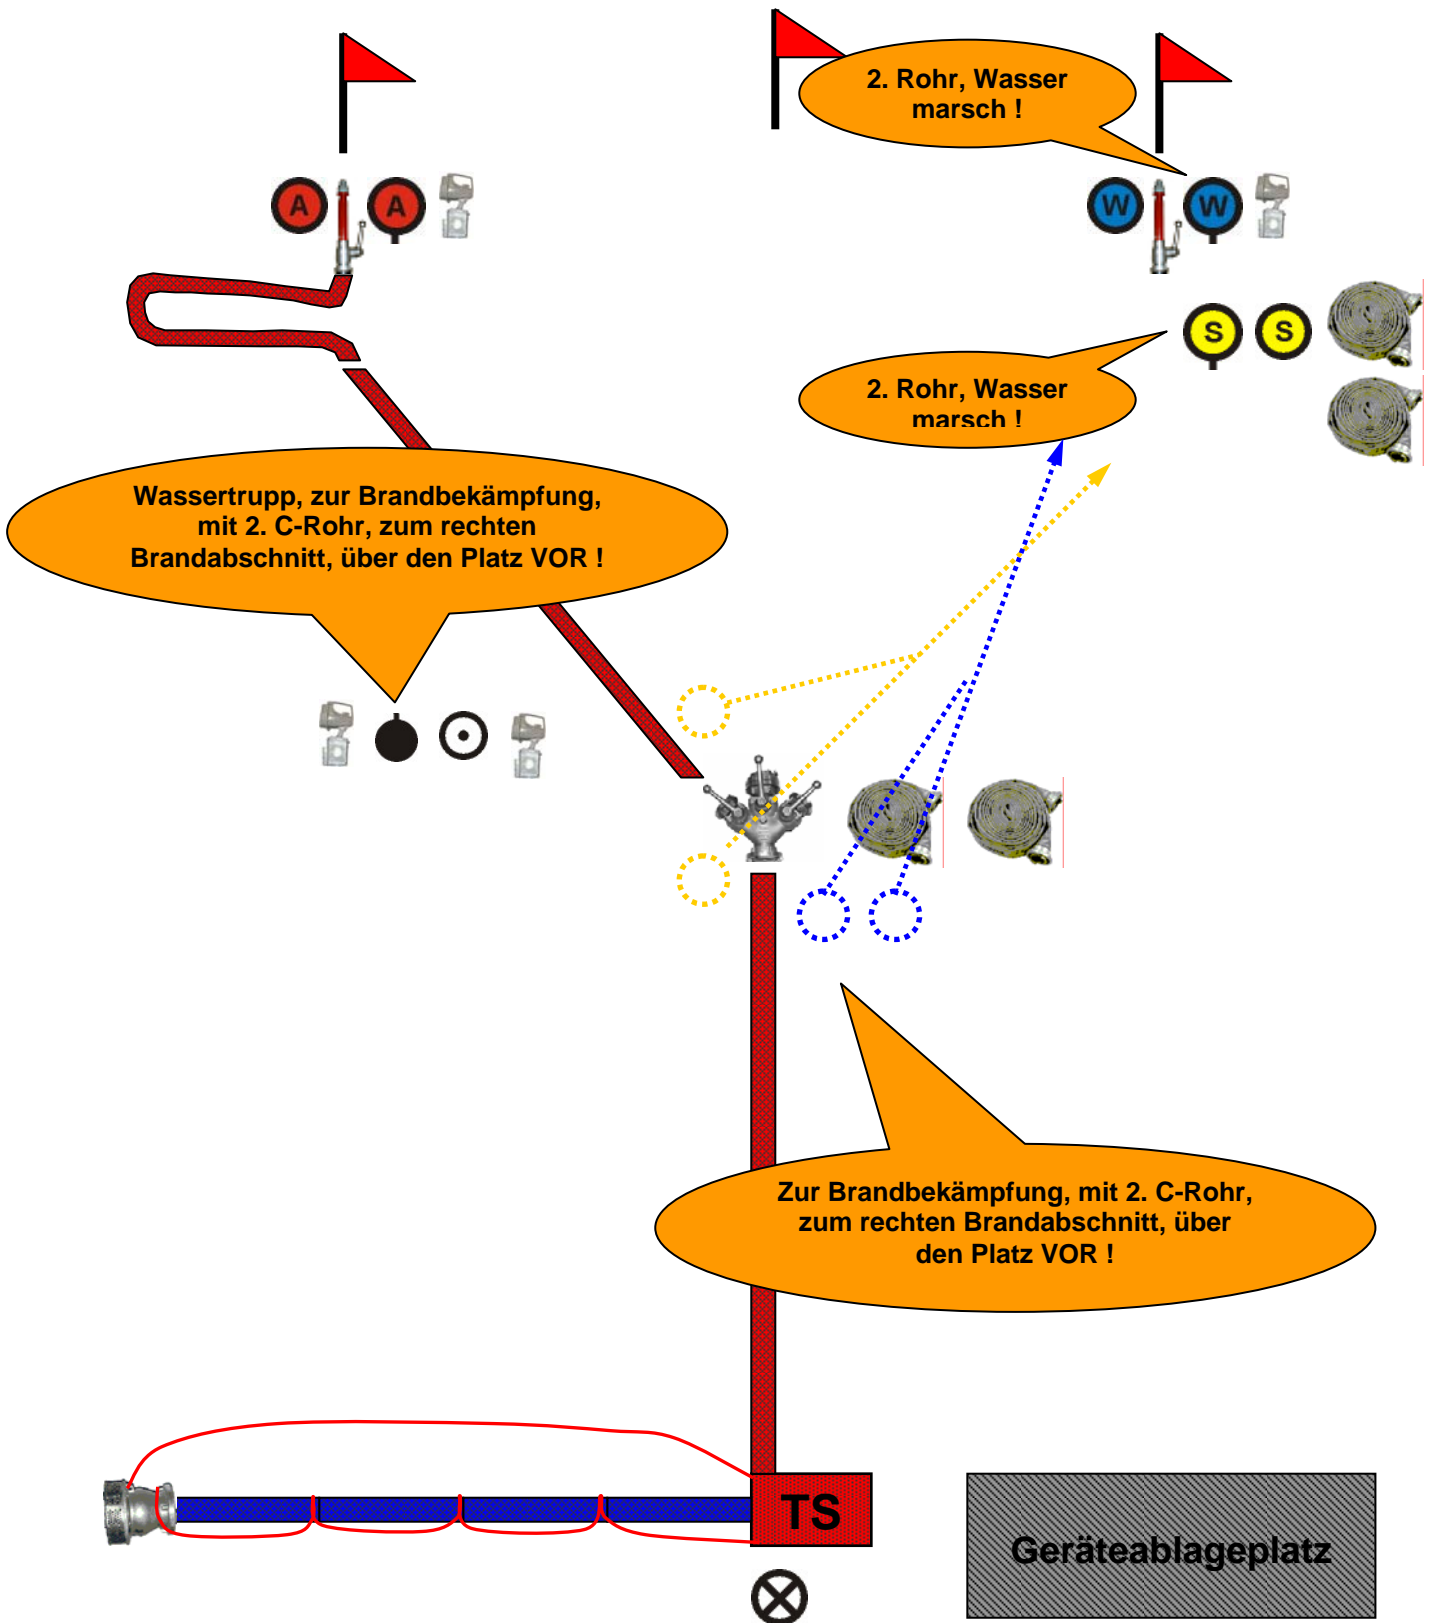 2. Rohr, Wasser
marsch !
A A
W W
S S
2. Rohr, Wasser
marsch !
Wassertrupp, zur Brandbekämpfung,
mit 2. C-Rohr, zum rechten
Brandabschnitt, über den Platz VOR !
Zur Brandbekämpfung, mit 2. C-Rohr,
zum rechten Brandabschnitt, über
den Platz VOR !
TS
Geräteablageplatz